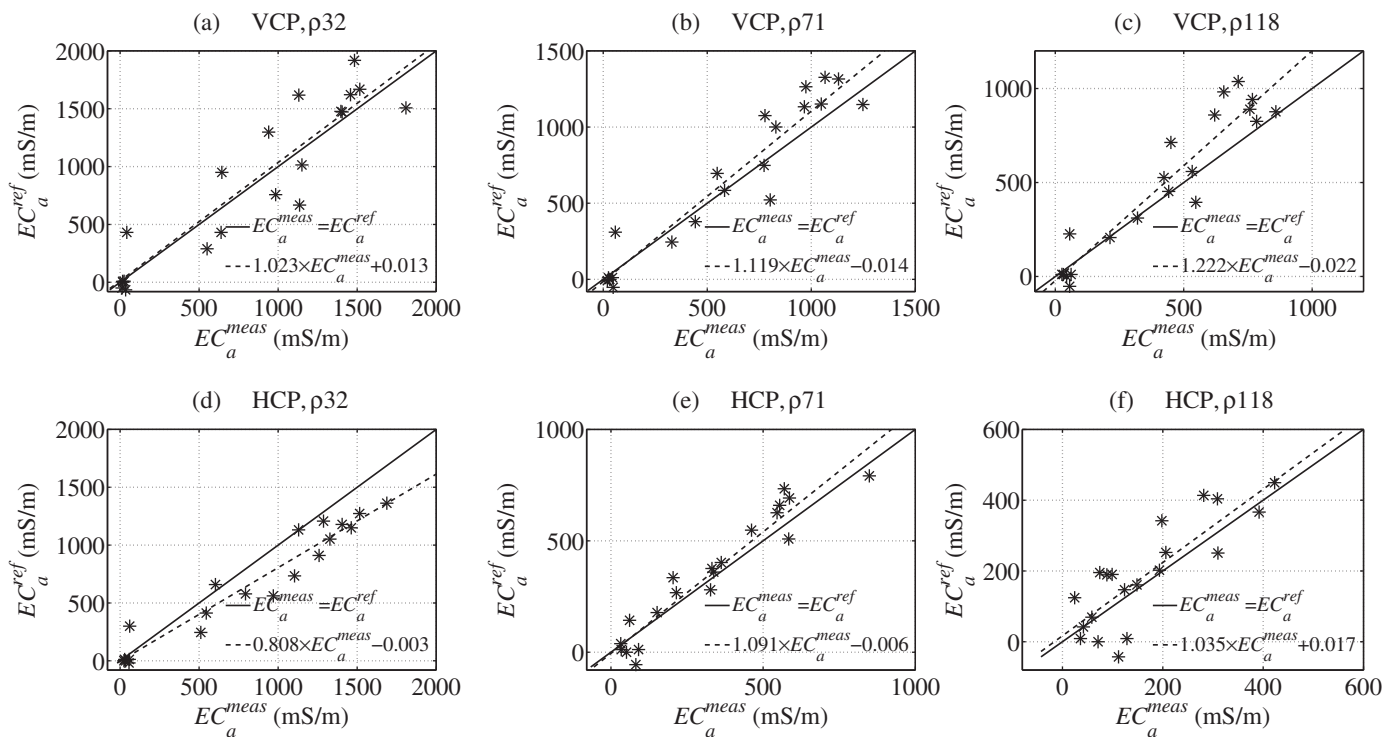 (a) VCP, ρ32
2000
1500
1000
500
0
0 500 1000 1500 2000
EC_a^ref (mS/m)
EC_a^meas (mS/m)
EC_a^meas=EC_a^ref
1.023×EC_a^meas+0.013
(b) VCP, ρ71
1500
1000
500
0
0 500 1000 1500
EC_a^ref (mS/m)
EC_a^meas (mS/m)
EC_a^meas=EC_a^ref
1.119×EC_a^meas−0.014
(c) VCP, ρ118
1000
500
0
0 500 1000
EC_a^ref (mS/m)
EC_a^meas (mS/m)
EC_a^meas=EC_a^ref
1.222×EC_a^meas−0.022
(d) HCP, ρ32
2000
1500
1000
500
0
0 500 1000 1500 2000
EC_a^ref (mS/m)
EC_a^meas (mS/m)
EC_a^meas=EC_a^ref
0.808×EC_a^meas−0.003
(e) HCP, ρ71
1000
500
0
0 500 1000
EC_a^ref (mS/m)
EC_a^meas (mS/m)
EC_a^meas=EC_a^ref
1.091×EC_a^meas−0.006
(f) HCP, ρ118
600
400
200
0
0 200 400 600
EC_a^ref (mS/m)
EC_a^meas (mS/m)
EC_a^meas=EC_a^ref
1.035×EC_a^meas+0.017